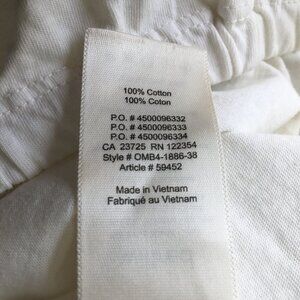 100% Cotton
100% Coton
P.O. # 4500096332
P.O. # 4500096333
P.O. # 4500096334
CA 23725 RN 122354
Style # OMB4-1886-38
Article # 59452
Made in Vietnam
Fabriqué au Vietnam